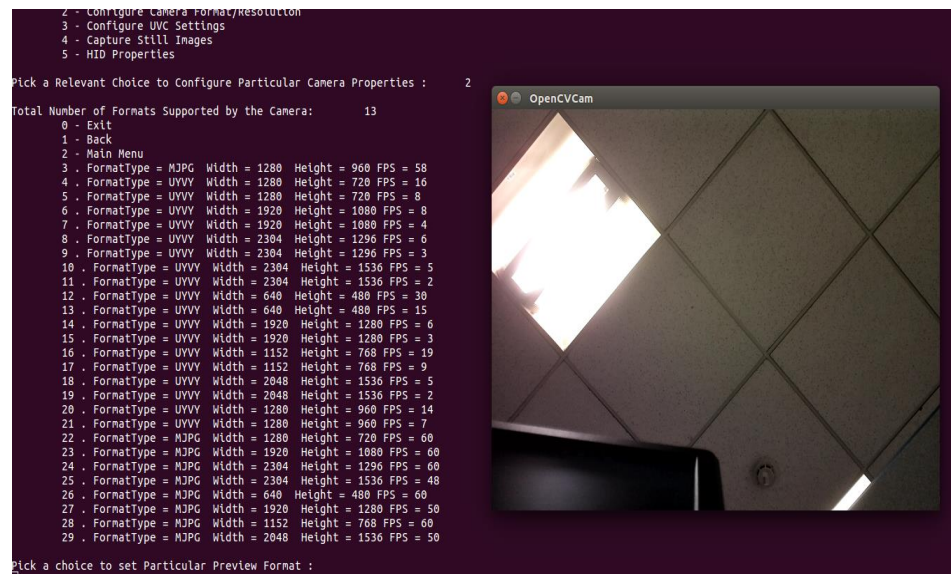 2 - Configure Camera Format/Resolution
3 - Configure UVC Settings
4 - Capture Still Images
5 - HID Properties
Pick a Relevant Choice to Configure Particular Camera Properties : 2
Total Number of Formats Supported by the Camera: 13
0 - Exit
1 - Back
2 - Main Menu
3 . FormatType = MJPG Width = 1280 Height = 960 FPS = 58
4 . FormatType = UYVY Width = 1280 Height = 720 FPS = 16
5 . FormatType = UYVY Width = 1280 Height = 720 FPS = 8
6 . FormatType = UYVY Width = 1920 Height = 1080 FPS = 8
7 . FormatType = UYVY Width = 1920 Height = 1080 FPS = 4
8 . FormatType = UYVY Width = 2304 Height = 1296 FPS = 6
9 . FormatType = UYVY Width = 2304 Height = 1296 FPS = 3
10 . FormatType = UYVY Width = 2304 Height = 1536 FPS = 5
11 . FormatType = UYVY Width = 2304 Height = 1536 FPS = 2
12 . FormatType = UYVY Width = 640 Height = 480 FPS = 30
13 . FormatType = UYVY Width = 640 Height = 480 FPS = 15
14 . FormatType = UYVY Width = 1920 Height = 1280 FPS = 6
15 . FormatType = UYVY Width = 1920 Height = 1280 FPS = 3
16 . FormatType = UYVY Width = 1152 Height = 768 FPS = 19
17 . FormatType = UYVY Width = 1152 Height = 768 FPS = 9
18 . FormatType = UYVY Width = 2048 Height = 1536 FPS = 5
19 . FormatType = UYVY Width = 2048 Height = 1536 FPS = 2
20 . FormatType = UYVY Width = 1280 Height = 960 FPS = 14
21 . FormatType = UYVY Width = 1280 Height = 960 FPS = 7
22 . FormatType = MJPG Width = 1280 Height = 720 FPS = 60
23 . FormatType = MJPG Width = 1920 Height = 1080 FPS = 60
24 . FormatType = MJPG Width = 2304 Height = 1296 FPS = 60
25 . FormatType = MJPG Width = 2304 Height = 1536 FPS = 48
26 . FormatType = MJPG Width = 640 Height = 480 FPS = 60
27 . FormatType = MJPG Width = 1920 Height = 1280 FPS = 50
28 . FormatType = MJPG Width = 1152 Height = 768 FPS = 60
29 . FormatType = MJPG Width = 2048 Height = 1536 FPS = 50
Pick a choice to set Particular Preview Format :
OpenCVCam